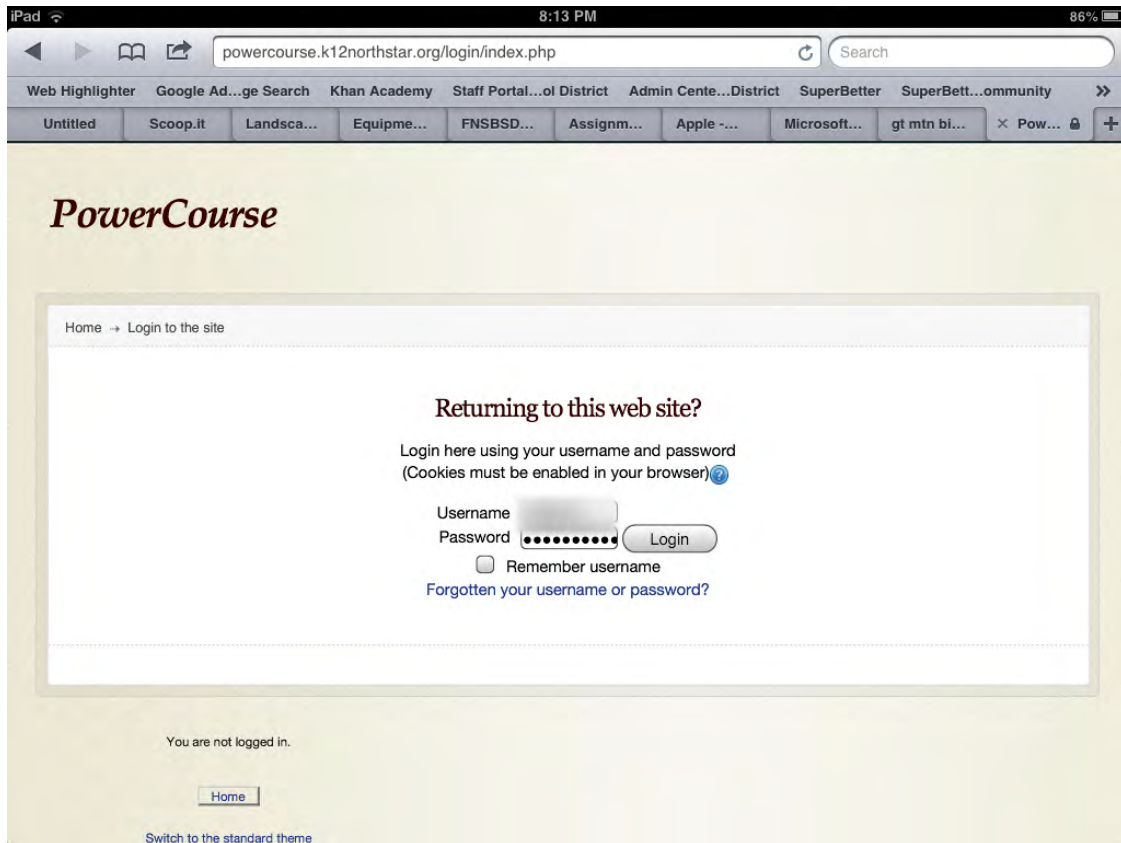 iPad 8:13 PM 86%
powercourse.k12northstar.org/login/index.php Search
Web Highlighter Google Ad...ge Search Khan Academy Staff Portal...ol District Admin Cente...District SuperBetter SuperBett...ommunity >>
Untitled Scoop.it Landsca... Equipme... FNSBSD... Assignm... Apple -... Microsoft... gt mtn bi... × Pow... +
PowerCourse
Home → Login to the site
Returning to this web site?
Login here using your username and password
(Cookies must be enabled in your browser)?
Username
Password •••••••••• Login
Remember username
Forgotten your username or password?
You are not logged in.
Home
Switch to the standard theme